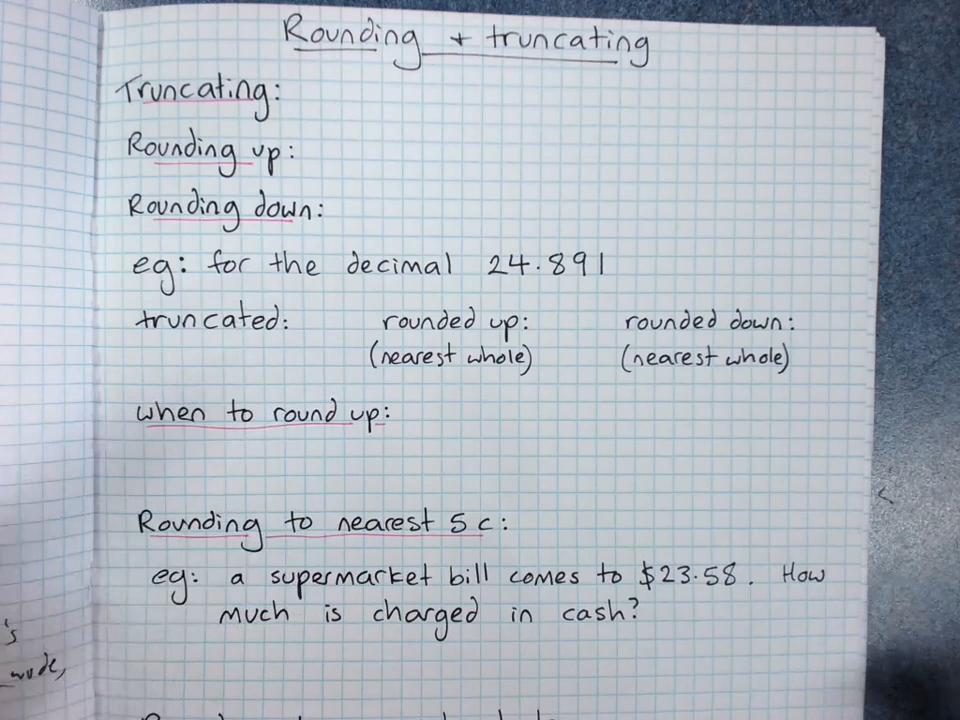 Rounding + truncating
Truncating:
Rounding up:
Rounding down:
eg: for the decimal 24.891
truncated: rounded up: rounded down:
(nearest whole) (nearest whole)
when to round up:
Rounding to nearest 5c:
eg: a supermarket bill comes to $23.58. How
much is charged in cash?